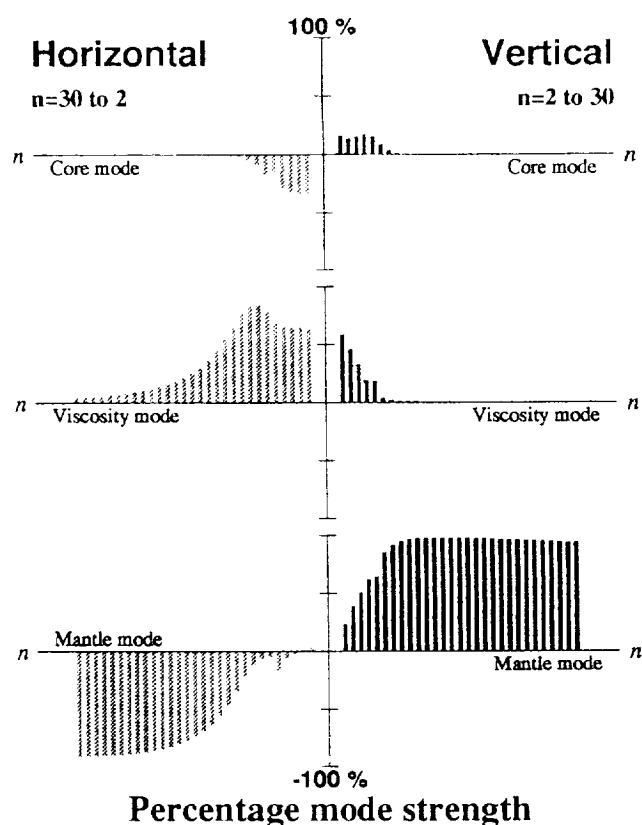 100 %
Horizontal Vertical
n=30 to 2 n=2 to 30
n n
Core mode Core mode
n n
Viscosity mode Viscosity mode
Mantle mode
n n
Mantle mode
-100 %
Percentage mode strength